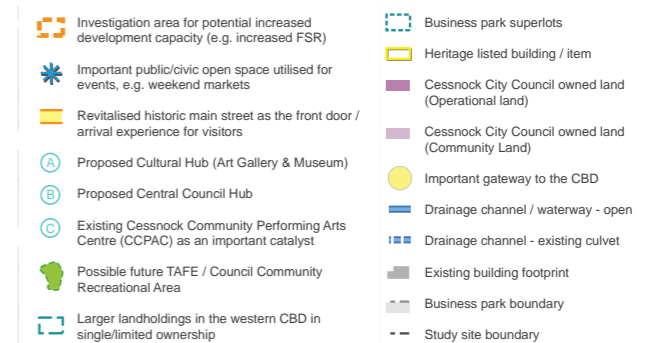 Investigation area for potential increased
development capacity (e.g. increased FSR)
Important public/civic open space utilised for
events, e.g. weekend markets
Revitalised historic main street as the front door /
arrival experience for visitors
A Proposed Cultural Hub (Art Gallery & Museum)
B Proposed Central Council Hub
C Existing Cessnock Community Performing Arts
Centre (CCPAC) as an important catalyst
Possible future TAFE / Council Community
Recreational Area
Larger landholdings in the western CBD in
single/limited ownership
Business park superlots
Heritage listed building / item
Cessnock City Council owned land
(Operational land)
Cessnock City Council owned land
(Community Land)
Important gateway to the CBD
Drainage channel / waterway - open
Drainage channel - existing culvet
Existing building footprint
Business park boundary
Study site boundary